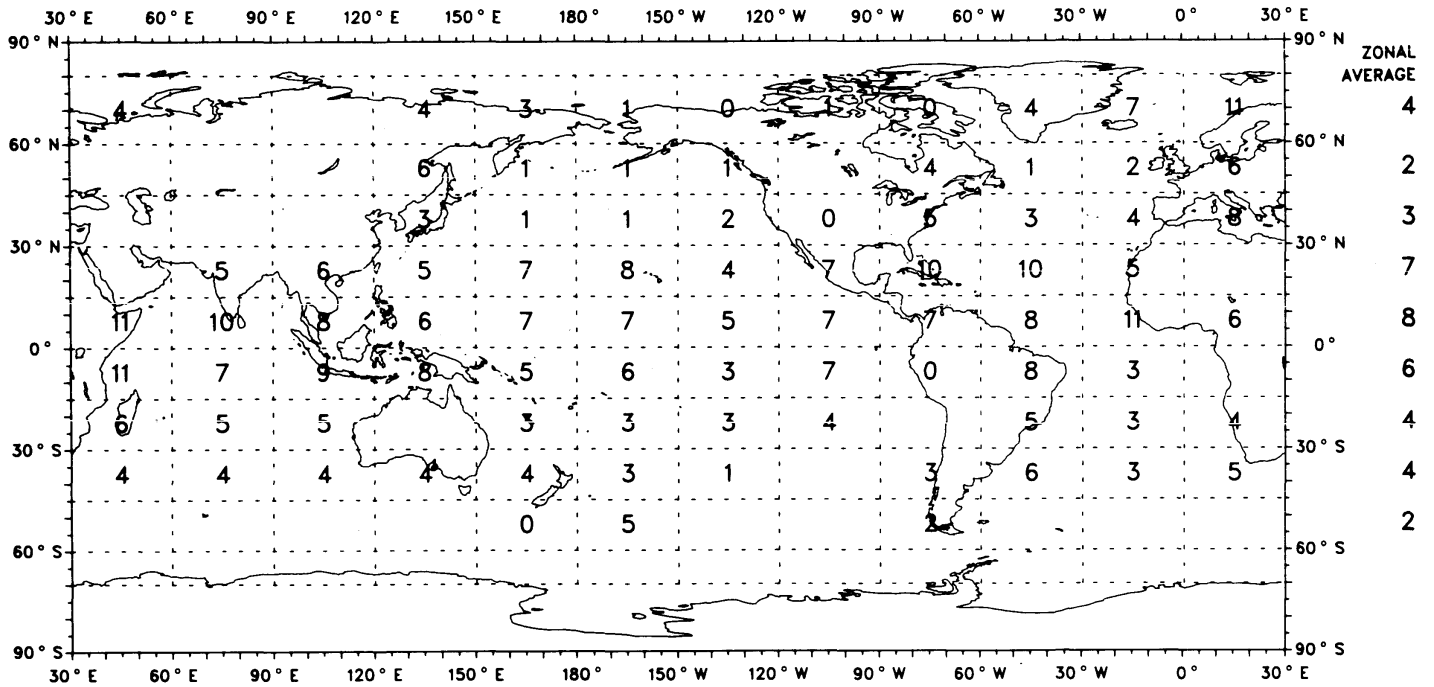 30° E 60° E 90° E 120° E 150° E 180° 150° W 120° W 90° W 60° W 30° W 0° 30° E
90° N 90° N
ZONAL
AVERAGE
4 4 3 1 0 1 0 4 7 11 4
60° N 60° N
6 1 1 1 4 1 2 6 2
3 1 1 2 0 6 3 4 8 3
30° N 30° N
5 6 5 7 8 4 7 10 10 5 7
11 10 8 6 7 7 5 7 7 8 11 6 8
0° 0°
11 7 9 8 5 6 3 7 0 8 3 6
6 5 5 3 3 3 4 5 3 4 4
30° S 30° S
4 4 4 4 4 3 1 3 6 3 5 4
0 5 2 2
60° S 60° S
90° S 90° S
30° E 60° E 90° E 120° E 150° E 180° 150° W 120° W 90° W 60° W 30° W 0° 30° E